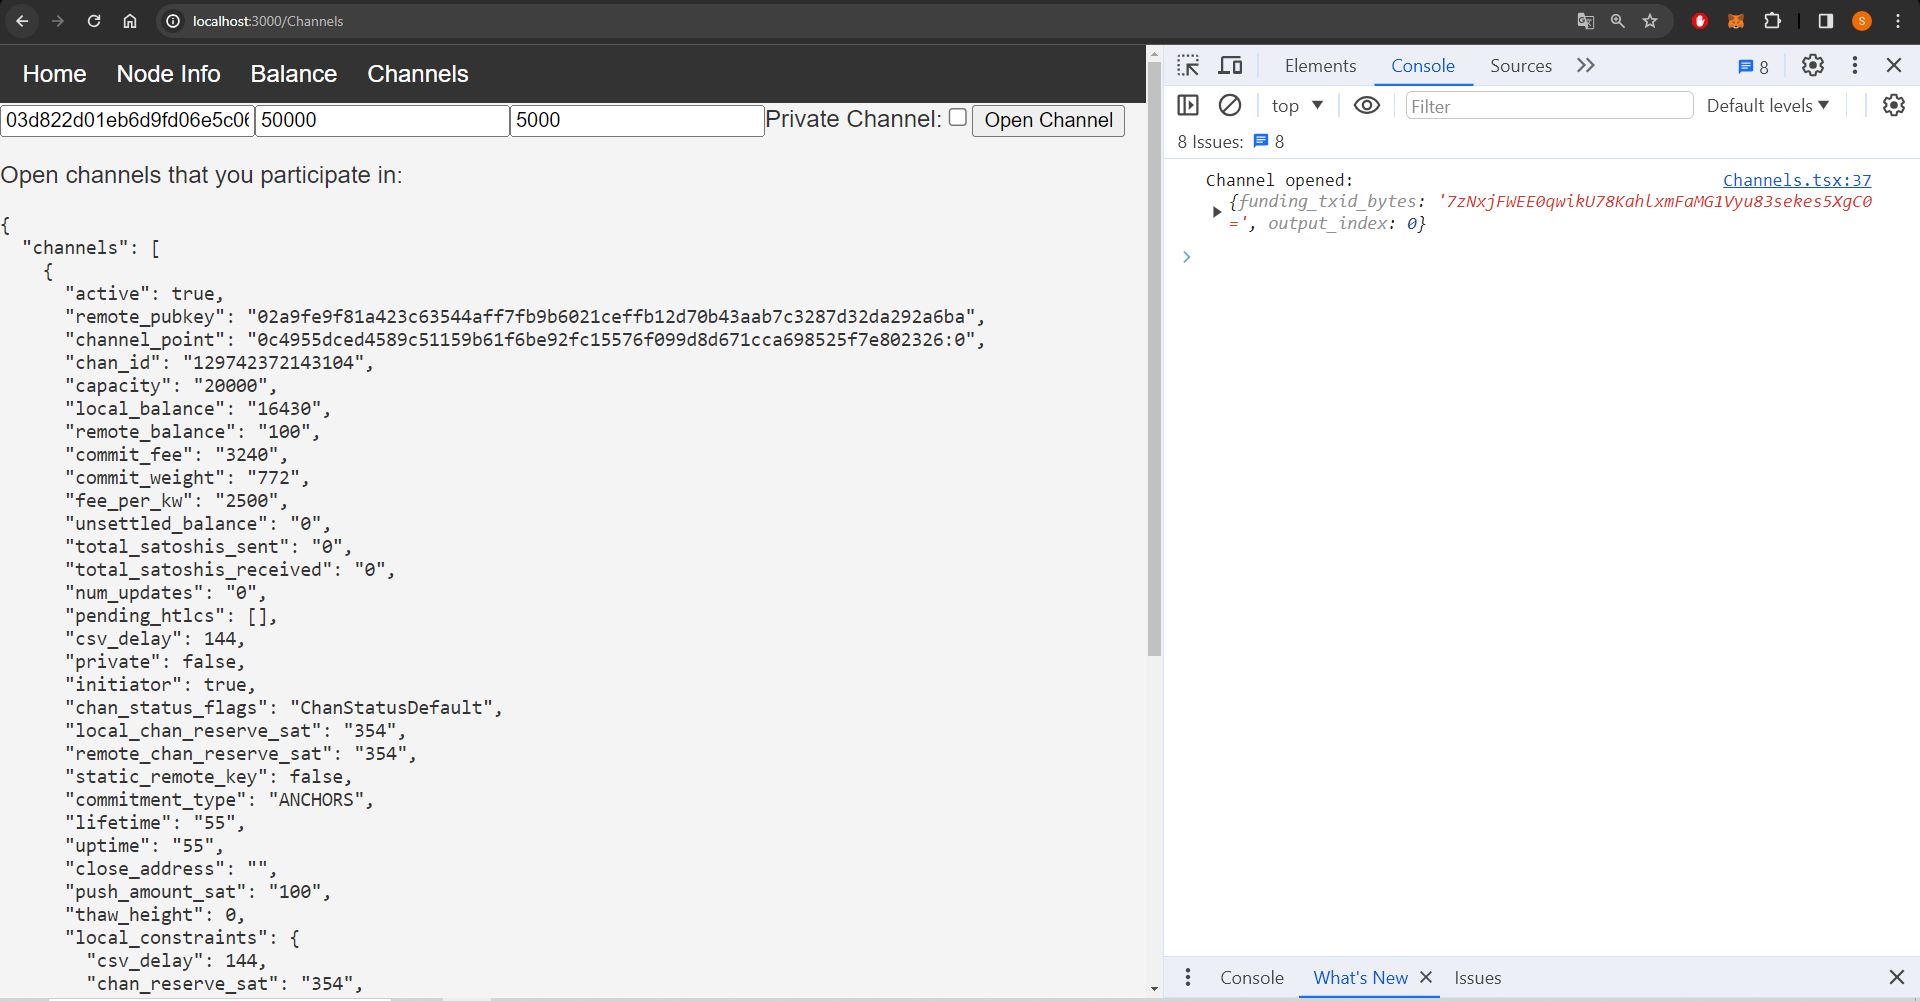 localhost:3000/Channels
S
Home Node Info Balance Channels
03d822d01eb6d9fd06e5c06 50000 5000 Private Channel: Open Channel
Open channels that you participate in:
{
"channels": [
{
"active": true,
"remote_pubkey": "02a9fe9f81a423c63544aff7fb9b6021ceffb12d70b43aab7c3287d32da292a6ba",
"channel_point": "0c4955dced4589c51159b61f6be92fc15576f099d8d671cca698525f7e802326:0",
"chan_id": "129742372143104",
"capacity": "20000",
"local_balance": "16430",
"remote_balance": "100",
"commit_fee": "3240",
"commit_weight": "772",
"fee_per_kw": "2500",
"unsettled_balance": "0",
"total_satoshis_sent": "0",
"total_satoshis_received": "0",
"num_updates": "0",
"pending_htlcs": [],
"csv_delay": 144,
"private": false,
"initiator": true,
"chan_status_flags": "ChanStatusDefault",
"local_chan_reserve_sat": "354",
"remote_chan_reserve_sat": "354",
"static_remote_key": false,
"commitment_type": "ANCHORS",
"lifetime": "55",
"uptime": "55",
"close_address": "",
"push_amount_sat": "100",
"thaw_height": 0,
"local_constraints": {
"csv_delay": 144,
"chan_reserve_sat": "354",
Elements Console Sources 8
top Filter Default levels
8 Issues: 8
Channel opened: Channels.tsx:37
{funding_txid_bytes: '7zNxjFWEE0qwikU78KahlxmFaMG1Vyu83sekes5XgC0
=', output_index: 0}
Console What's New Issues